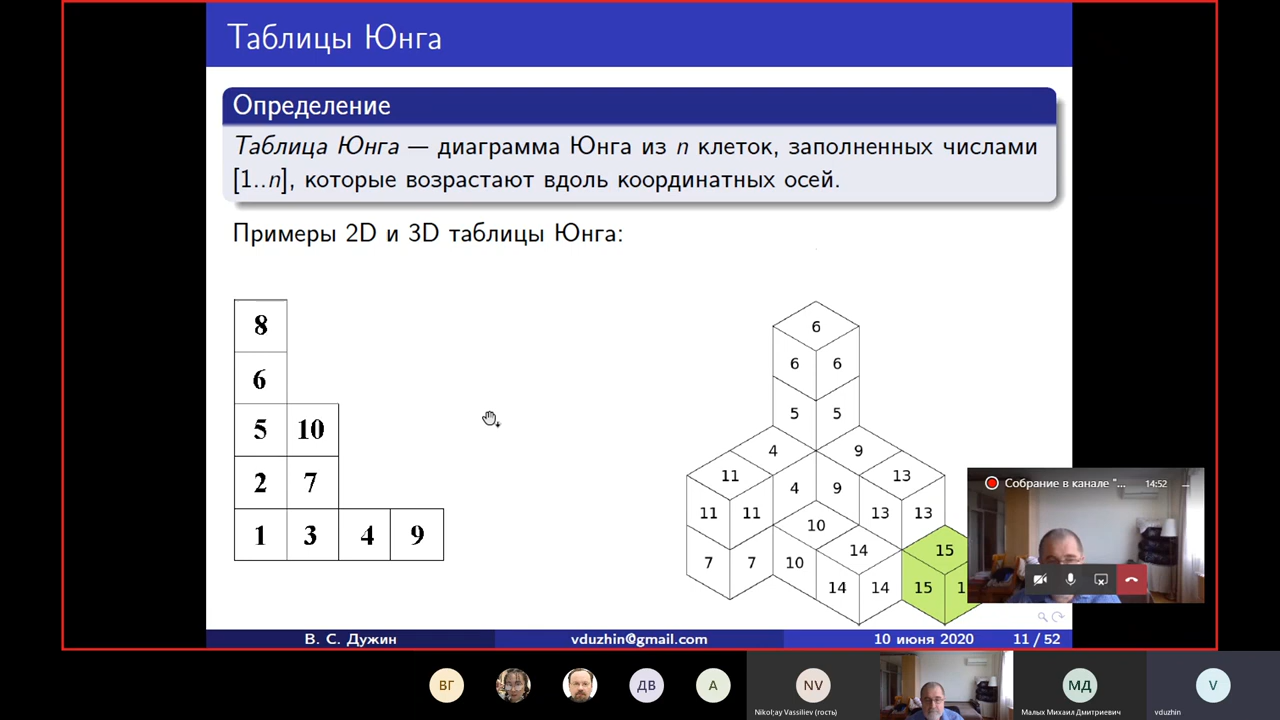 Таблицы Юнга
Определение
Таблица Юнга — диаграмма Юнга из n клеток, заполненных числами
[1..n], которые возрастают вдоль координатных осей.
Примеры 2D и 3D таблицы Юнга:
8
6
5 10
2 7
1 3 4 9
6
6 6
5 5
4 9
11 13
4 9
11 11 13 13
10
14 15
7 7 10
14 14 15
Собрание в канале "... 14:52
В. С. Дужин vduzhin@gmail.com 10 июня 2020 11 / 52
ВГ ДВ A NV МД V
Nikol;ay Vassiliev (гость) Малых Михаил Дмитриевич vduzhin